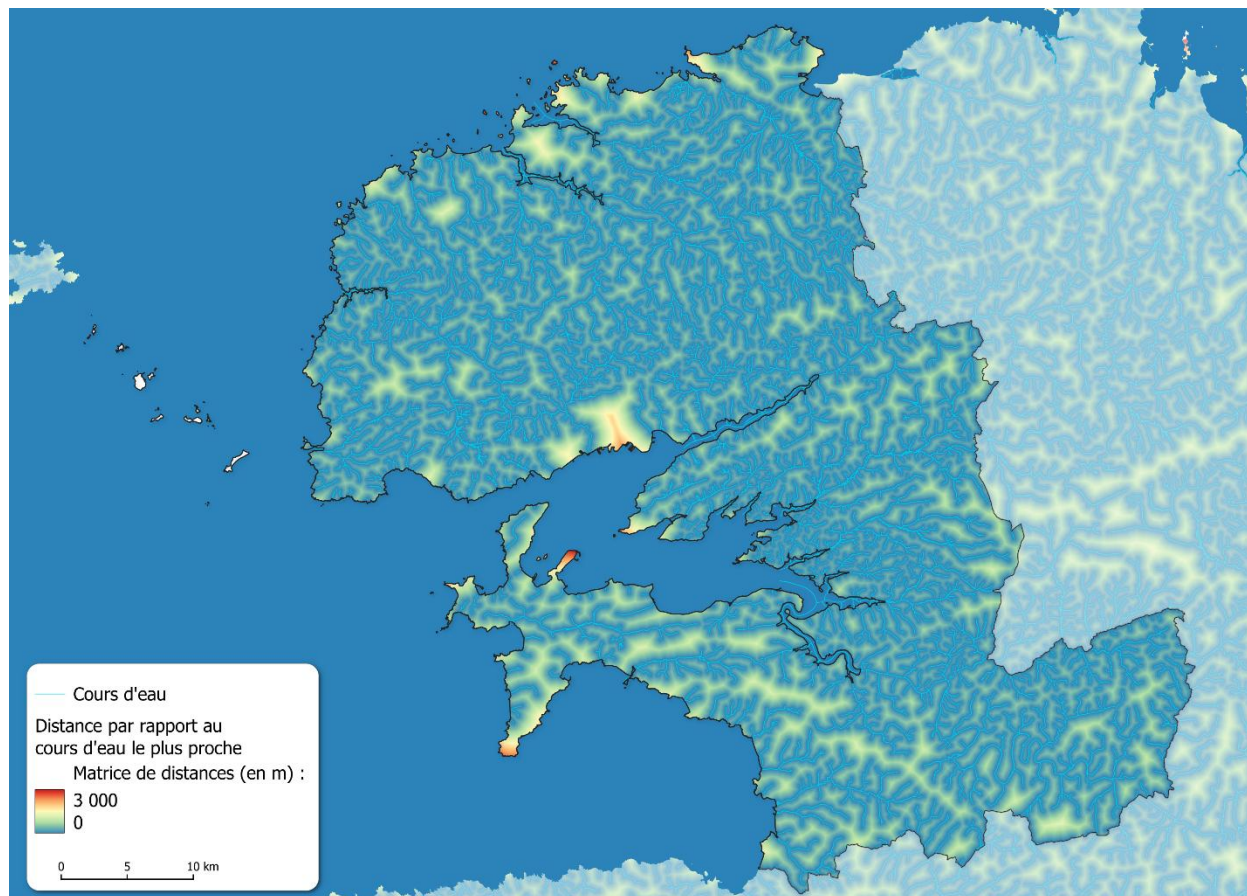 Cours d'eau
Distance par rapport au
cours d'eau le plus proche
Matrice de distances (en m) :
3 000
0
0 5 10 km